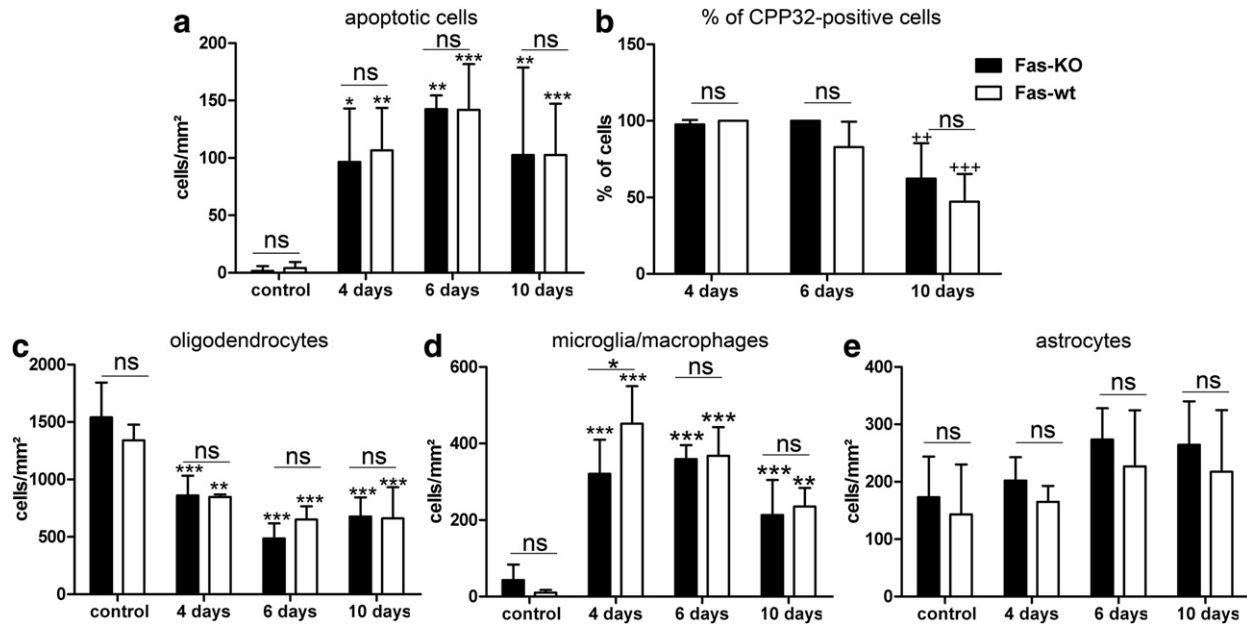 a apoptotic cells
200
150
100
50
0
cells/mm²
ns
ns
* **
ns
** ***
ns
** ***
control 4 days 6 days 10 days
b % of CPP32-positive cells
100
50
0
% of cells
ns
ns
ns
++ +++
4 days 6 days 10 days
Fas-KO
Fas-wt
c oligodendrocytes
2000
1500
1000
500
0
cells/mm²
ns
ns
*** **
ns
*** ***
ns
*** ***
control 4 days 6 days 10 days
d microglia/macrophages
600
400
200
0
cells/mm²
ns
*
*** ***
ns
*** ***
ns
*** **
control 4 days 6 days 10 days
e astrocytes
400
300
200
100
0
cells/mm²
ns
ns
ns
ns
control 4 days 6 days 10 days